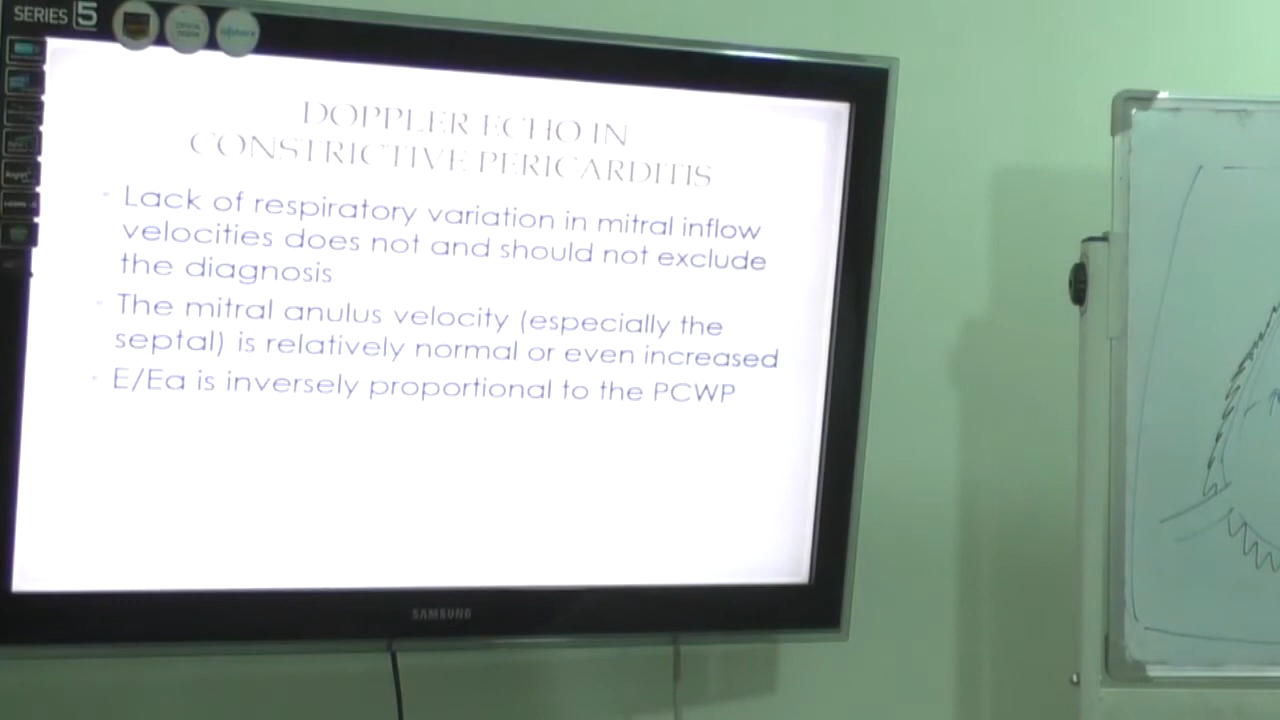 SERIES 5
DOPPLER ECHO IN
CONSTRICTIVE PERICARDITIS
Lack of respiratory variation in mitral inflow
velocities does not and should not exclude
the diagnosis
The mitral anulus velocity (especially the
septal) is relatively normal or even increased
E/Ea is inversely proportional to the PCWP
SAMSUNG